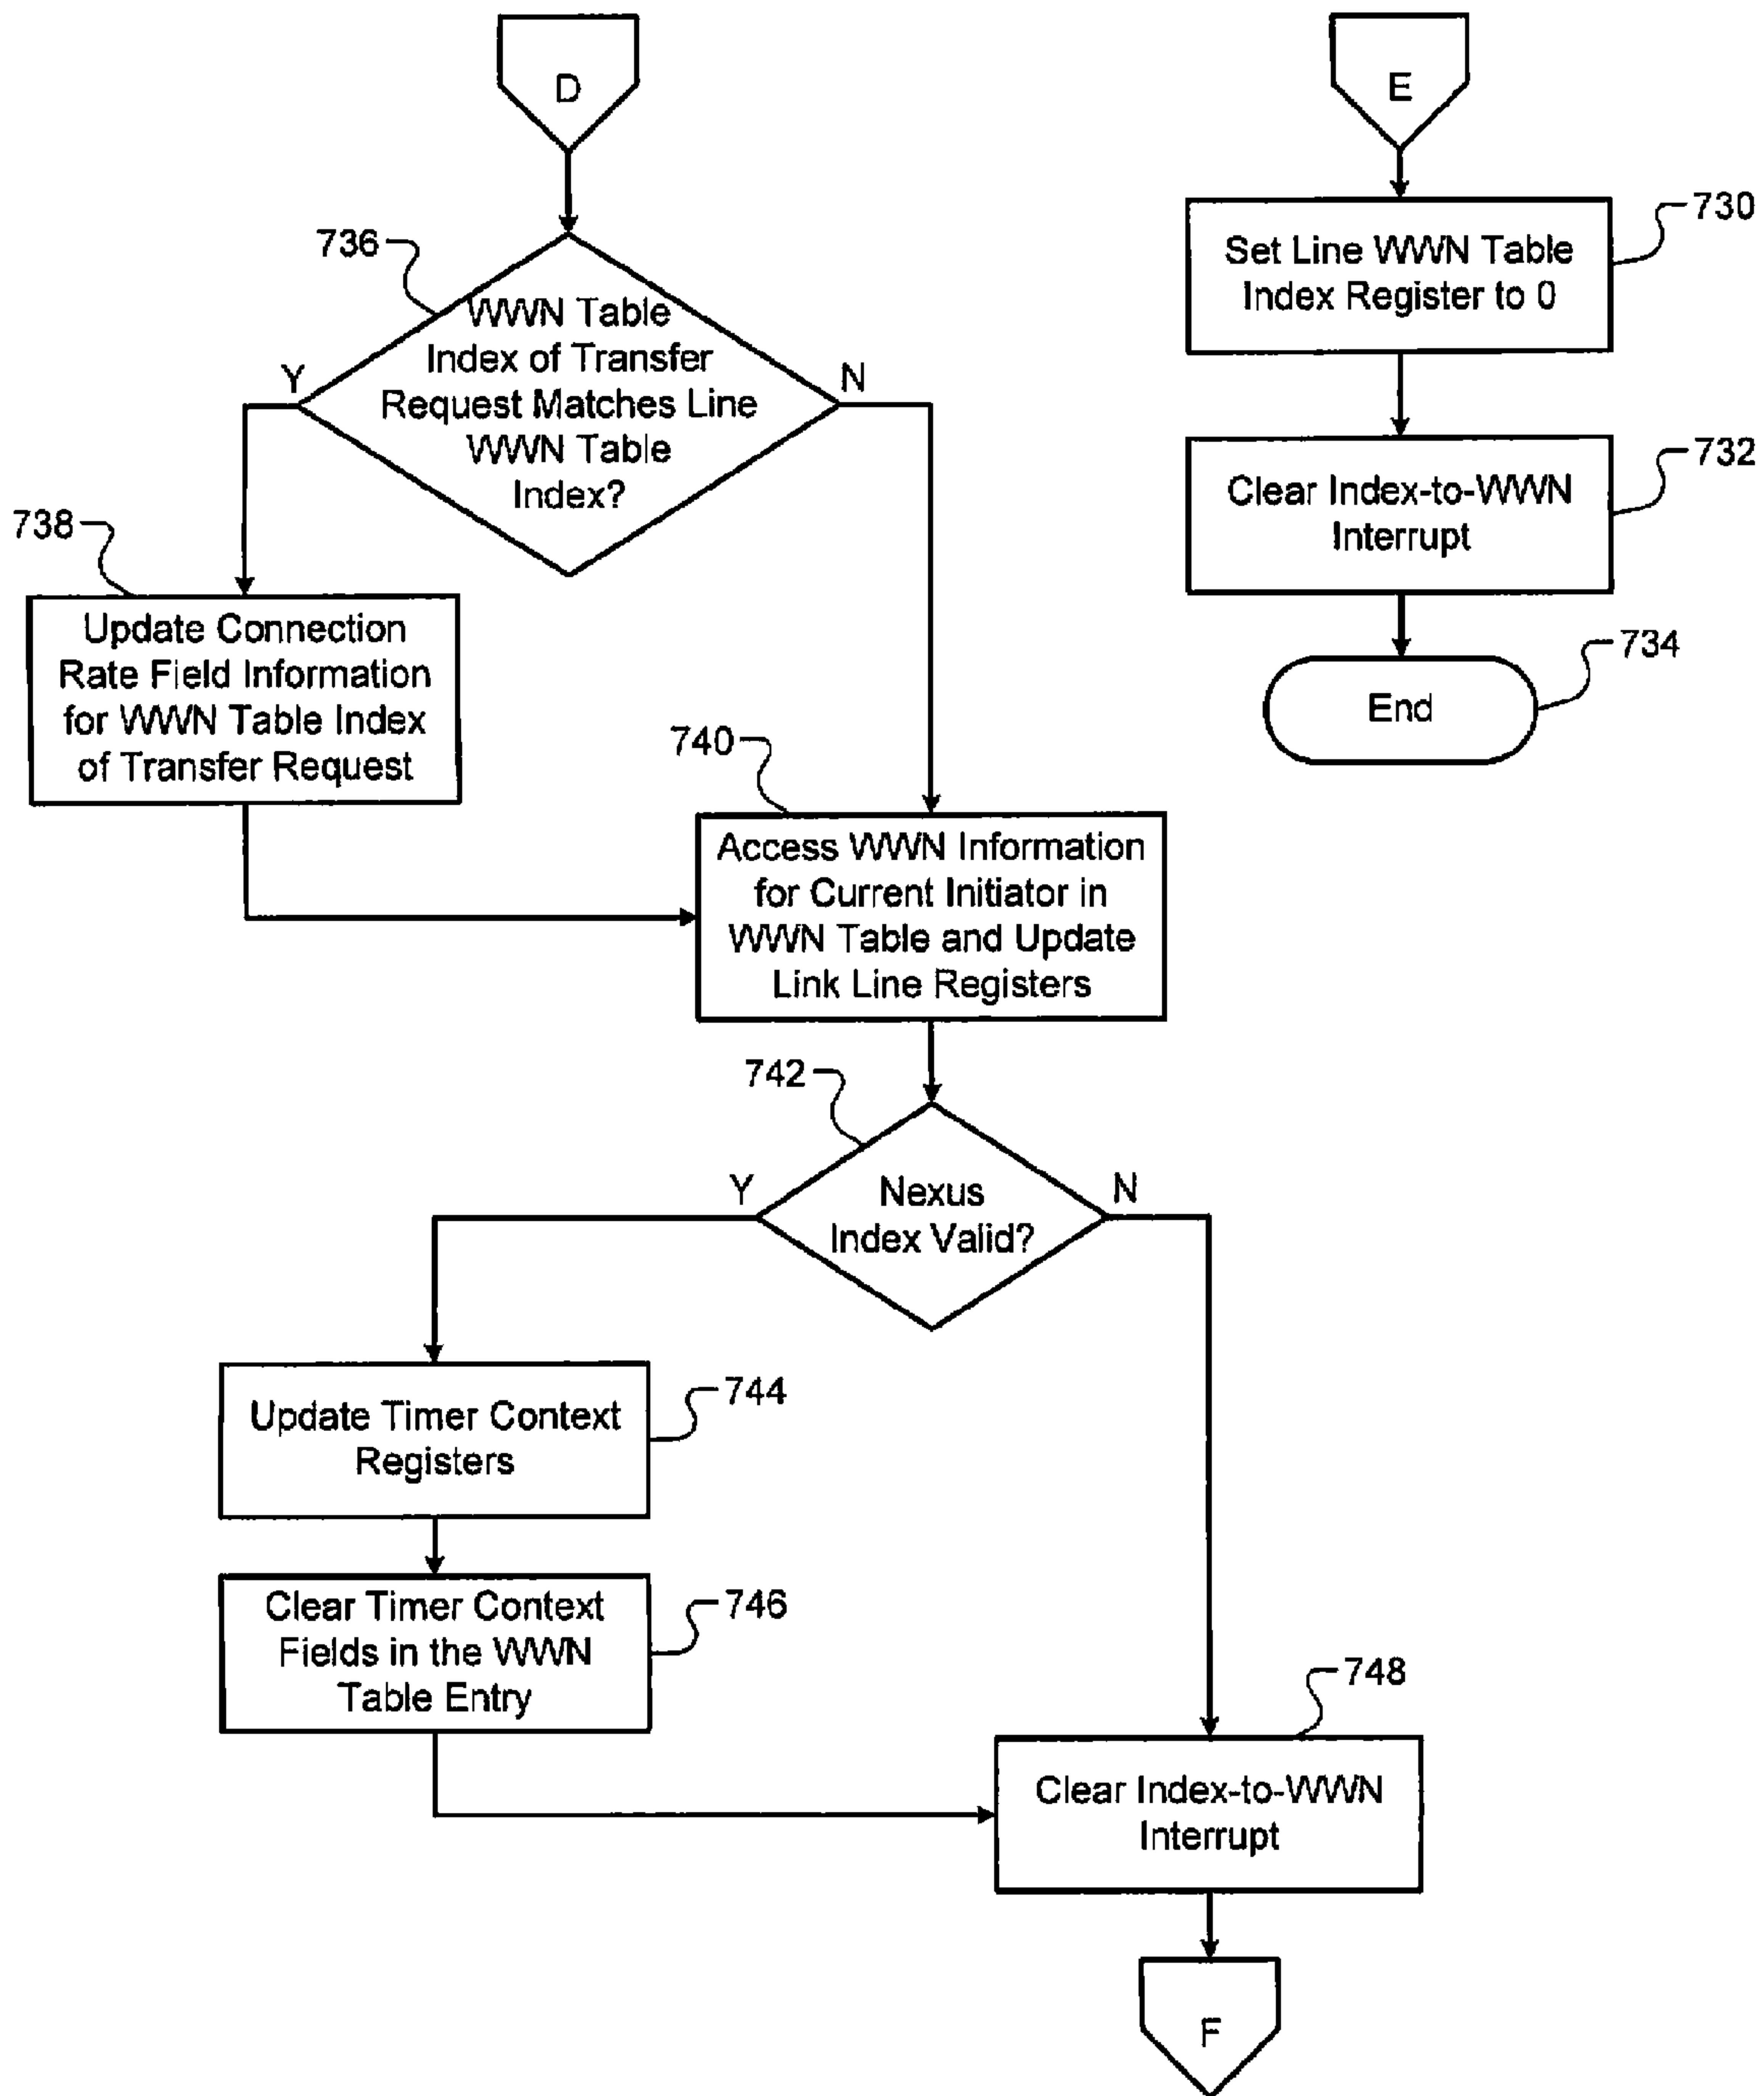 D
E
736
WWN Table
Index of Transfer
Request Matches Line
WWN Table
Index?
Y
N
730
Set Line WWN Table
Index Register to 0
732
Clear Index-to-WWN
Interrupt
734
End
738
Update Connection
Rate Field Information
for WWN Table Index
of Transfer Request
740
Access WWN Information
for Current Initiator in
WWN Table and Update
Link Line Registers
742
Nexus
Index Valid?
Y
N
744
Update Timer Context
Registers
746
Clear Timer Context
Fields in the WWN
Table Entry
748
Clear Index-to-WWN
Interrupt
F